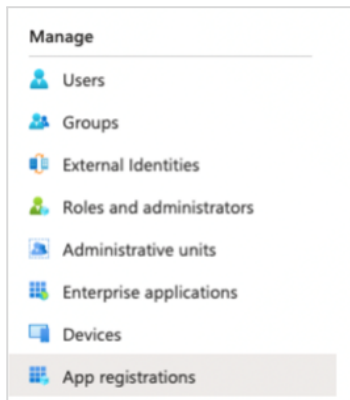 Manage
Users
Groups
External Identities
Roles and administrators
Administrative units
Enterprise applications
Devices
App registrations